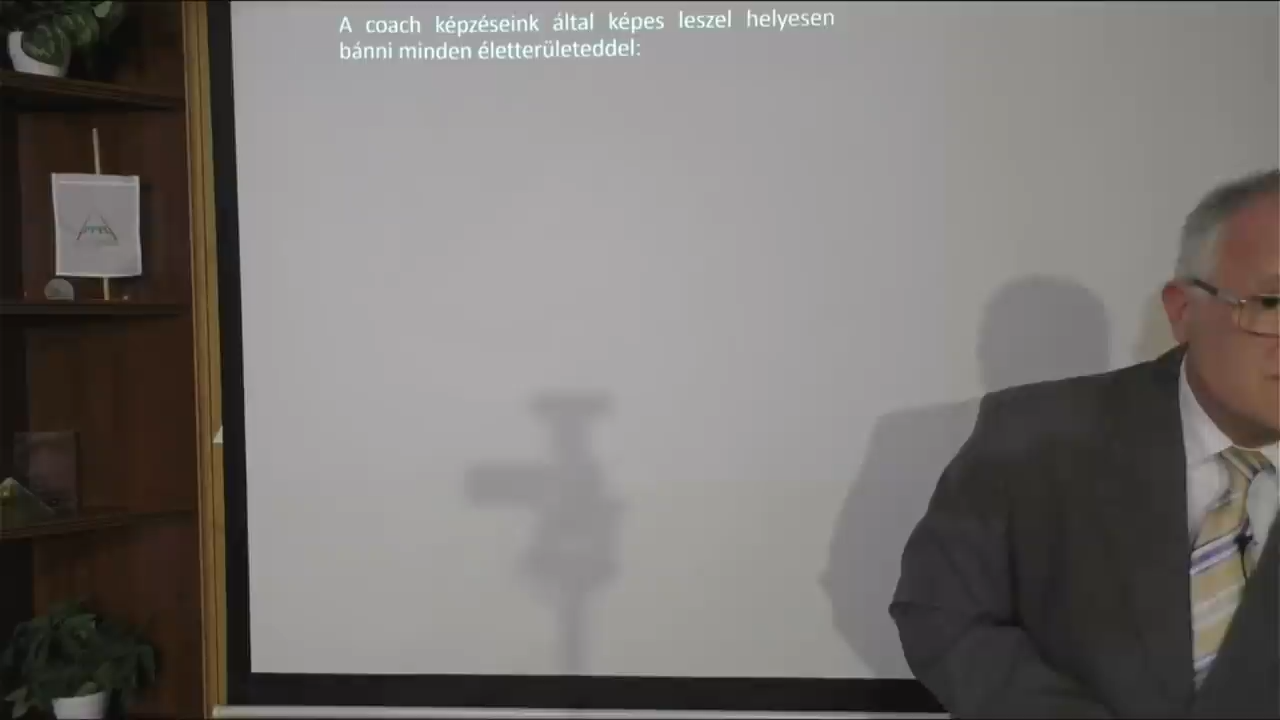 A coach képzéseink által képes leszel helyesen
bánni minden életterületeddel: